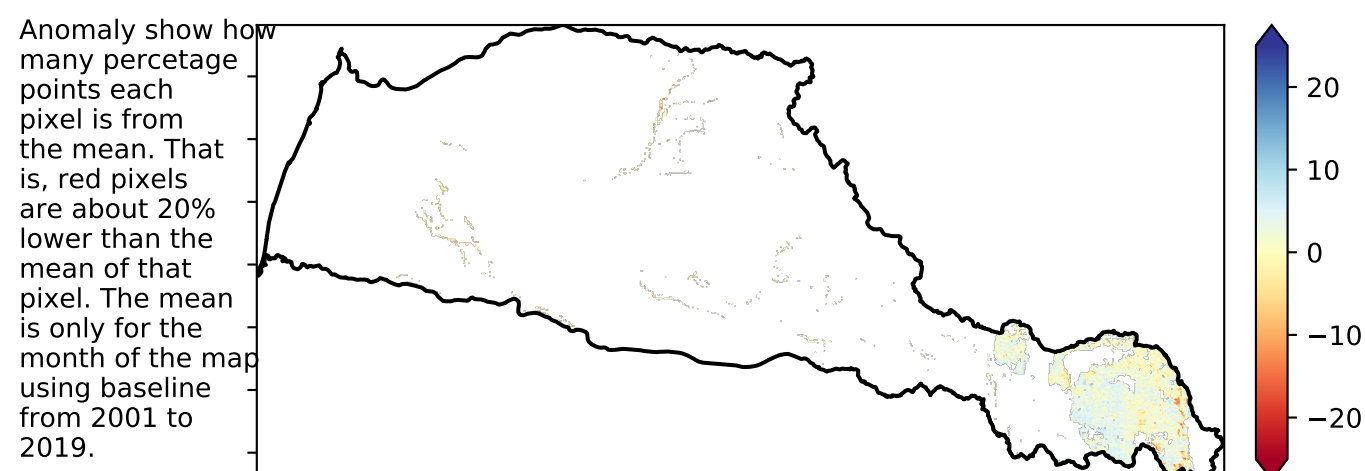 Anomaly show how
many percetage
points each
pixel is from
the mean. That
is, red pixels
are about 20%
lower than the
mean of that
pixel. The mean
is only for the
month of the map
using baseline
from 2001 to
2019.
20
10
0
−10
−20